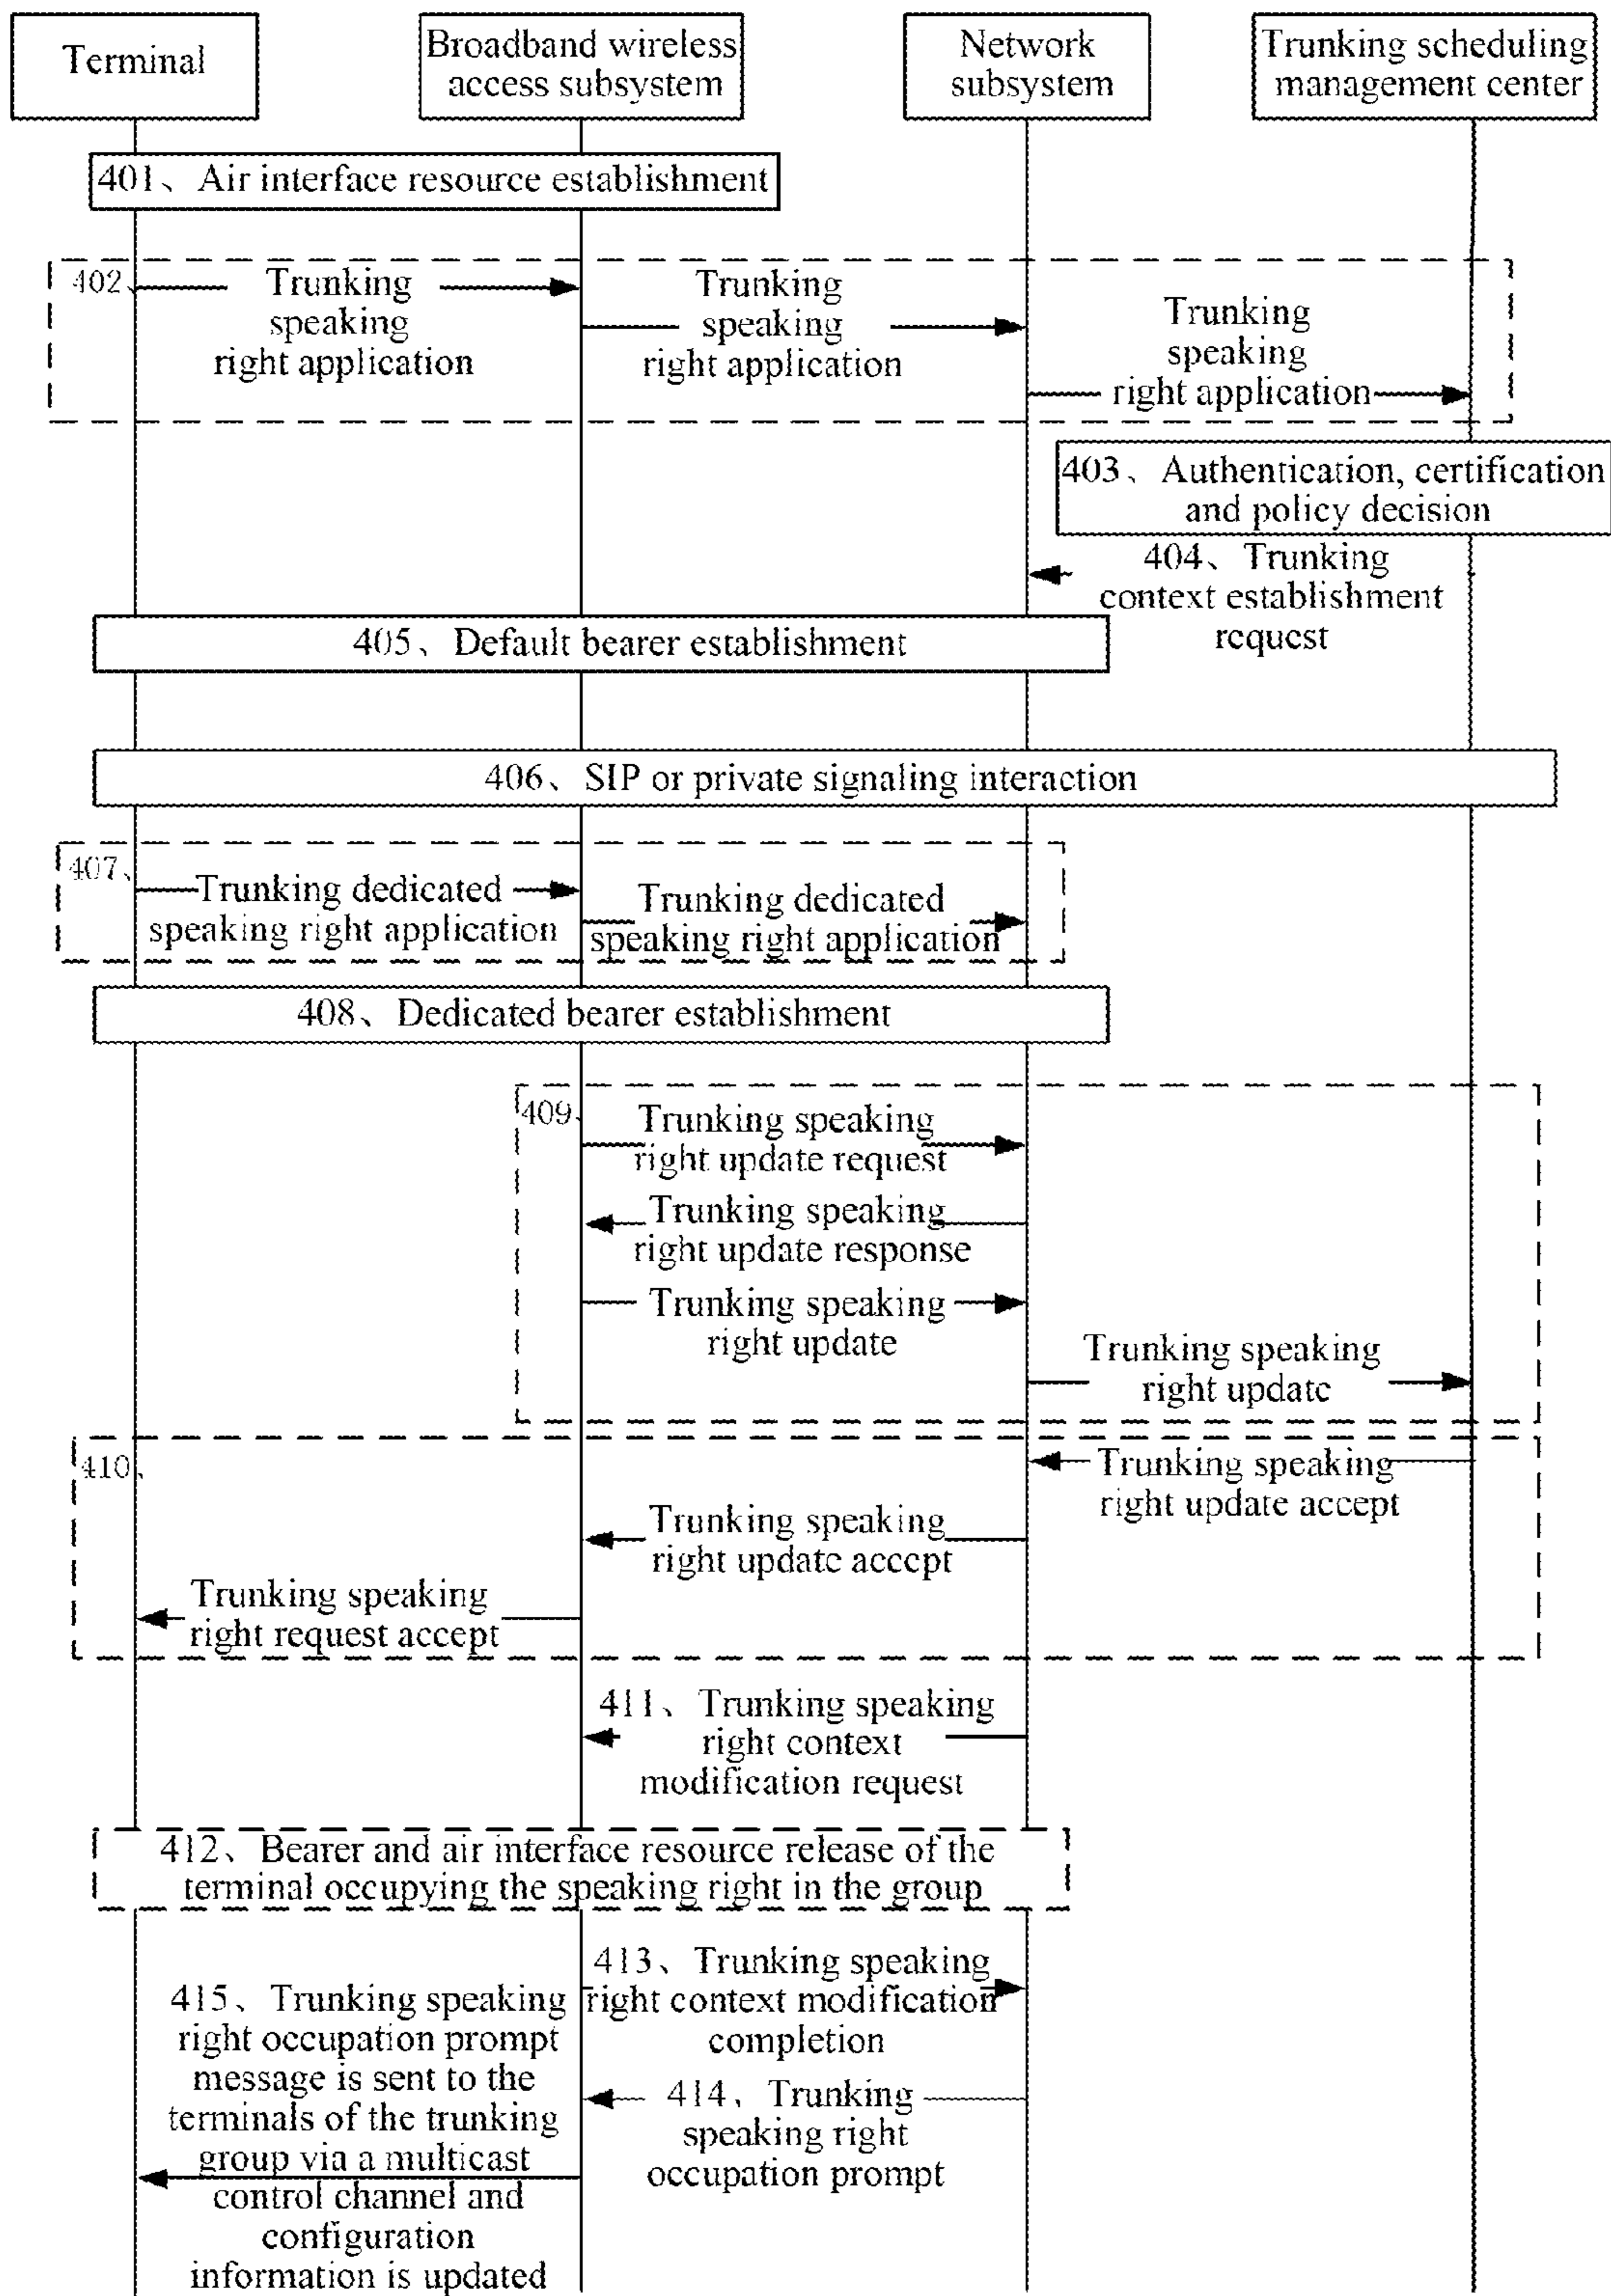 Terminal
Broadband wireless
access subsystem
Network
subsystem
Trunking scheduling
management center
401、Air interface resource establishment
402、
Trunking
speaking
right application
Trunking
speaking
right application
Trunking
speaking
right application
403、Authentication, certification
and policy decision
404、Trunking
context establishment
request
405、Default bearer establishment
406、SIP or private signaling interaction
407、
Trunking dedicated
speaking right application
Trunking dedicated
speaking right application
408、Dedicated bearer establishment
409、
Trunking speaking
right update request
Trunking speaking
right update response
Trunking speaking
right update
Trunking speaking
right update
410、
Trunking speaking
right update accept
Trunking speaking
right update accept
Trunking speaking
right request accept
411、Trunking speaking
right context
modification request
412、Bearer and air interface resource release of the
terminal occupying the speaking right in the group
413、Trunking speaking
right context modification
completion
414、Trunking
speaking right
occupation prompt
415、Trunking speaking
right occupation prompt
message is sent to the
terminals of the trunking
group via a multicast
control channel and
configuration
information is updated